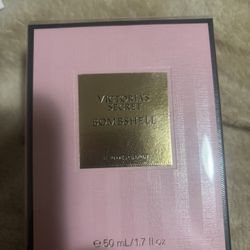 VICTORIA'S
SECRET
BOMBSHELL
℮ 50 mL/1.7 fl oz